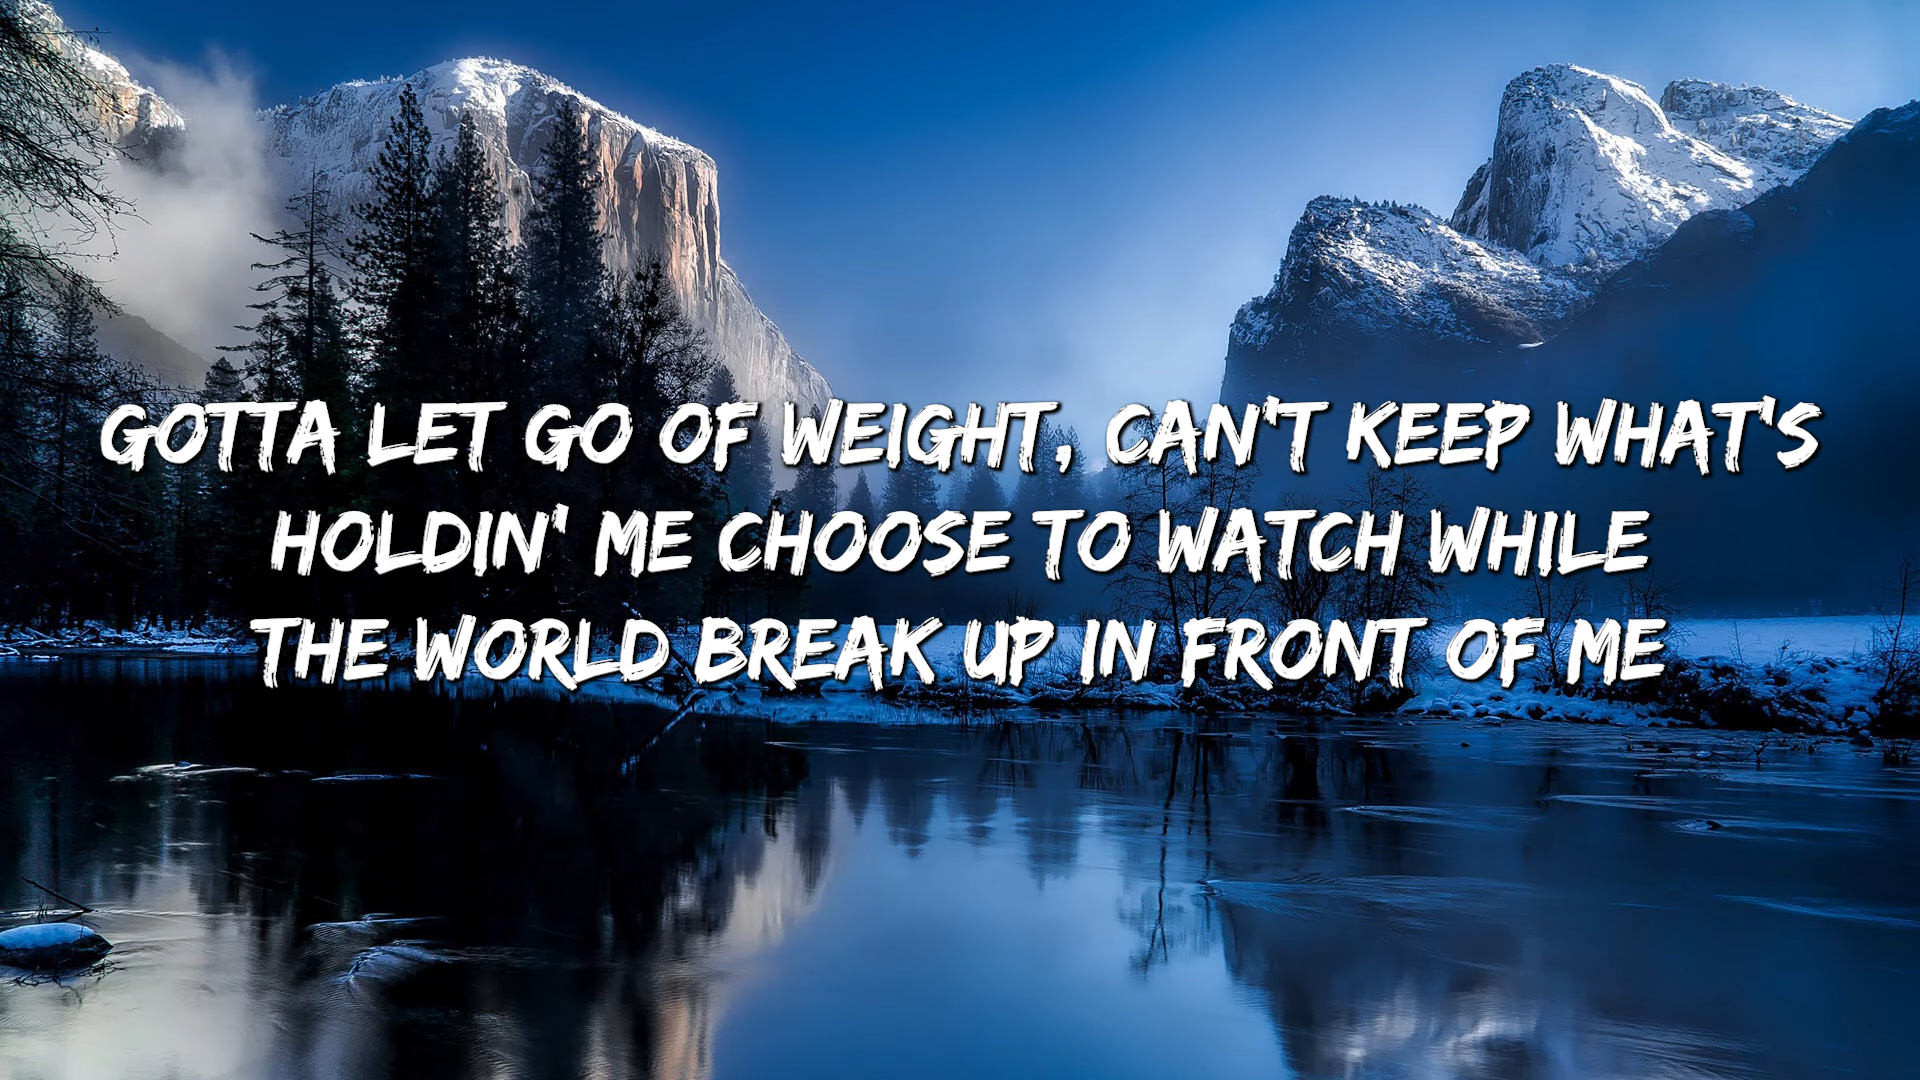 GOTTA LET GO OF WEIGHT, CAN'T KEEP WHAT'S
HOLDIN' ME CHOOSE TO WATCH WHILE
THE WORLD BREAK UP IN FRONT OF ME